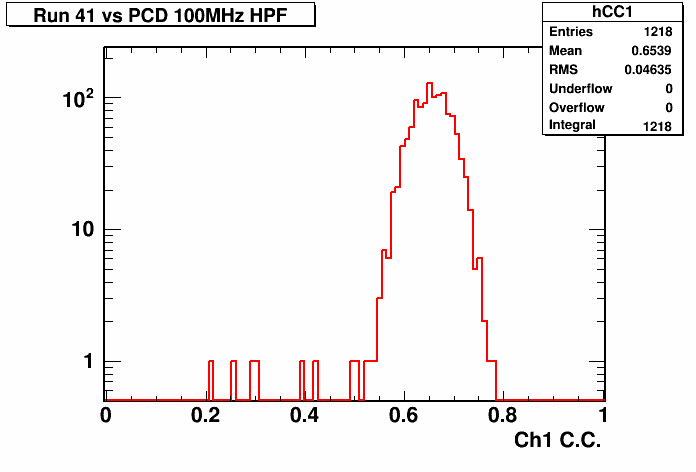 Run 41 vs PCD 100MHz HPF
hCC1
Entries 1218
Mean 0.6539
RMS 0.04635
Underflow 0
Overflow 0
Integral 1218
10²
10
1
0 0.2 0.4 0.6 0.8 1
Ch1 C.C.